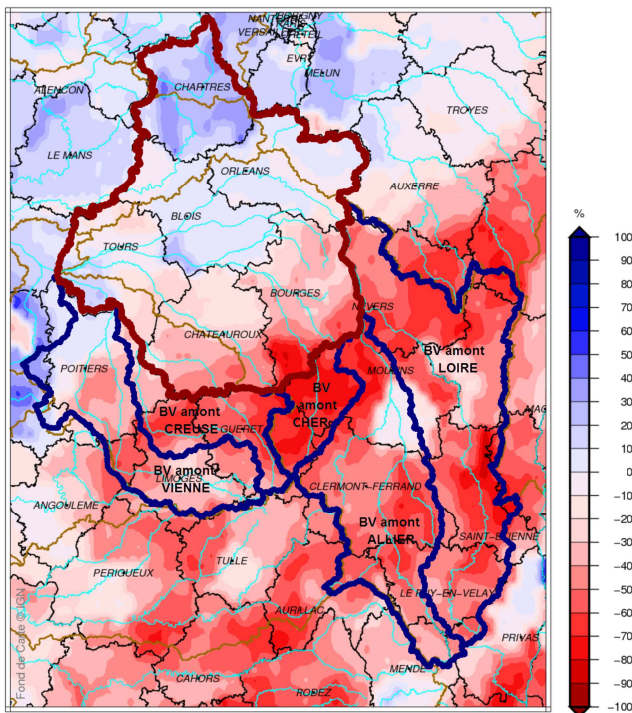 NANTERRE
VERSAILLES
CRETEIL
EVRY
MELUN
ALENCON
CHARTRES
TROYES
LE MANS
ORLEANS
AUXERRE
BLOIS
TOURS
BOURGES
NEVERS
CHATEAUROUX
POITIERS
MOULINS
BV amont
LOIRE
BV
amont
CHER
BV amont
CREUSE
GUERET
MAC
BV amont
LIMOGES
VIENNE
CLERMONT-FERRAND
ANGOULEME
BV amont
ALLIER
SAINT-ETIENNE
TULLE
PERIGUEUX
LE PUY-EN-VELAY
AURILLAC
PRIVAS
MENDE
CAHORS
RODEZ
Fond de Carte ©IGN
%
100
90
80
70
60
50
40
30
20
10
0
-10
-20
-30
-40
-50
-60
-70
-80
-90
-100